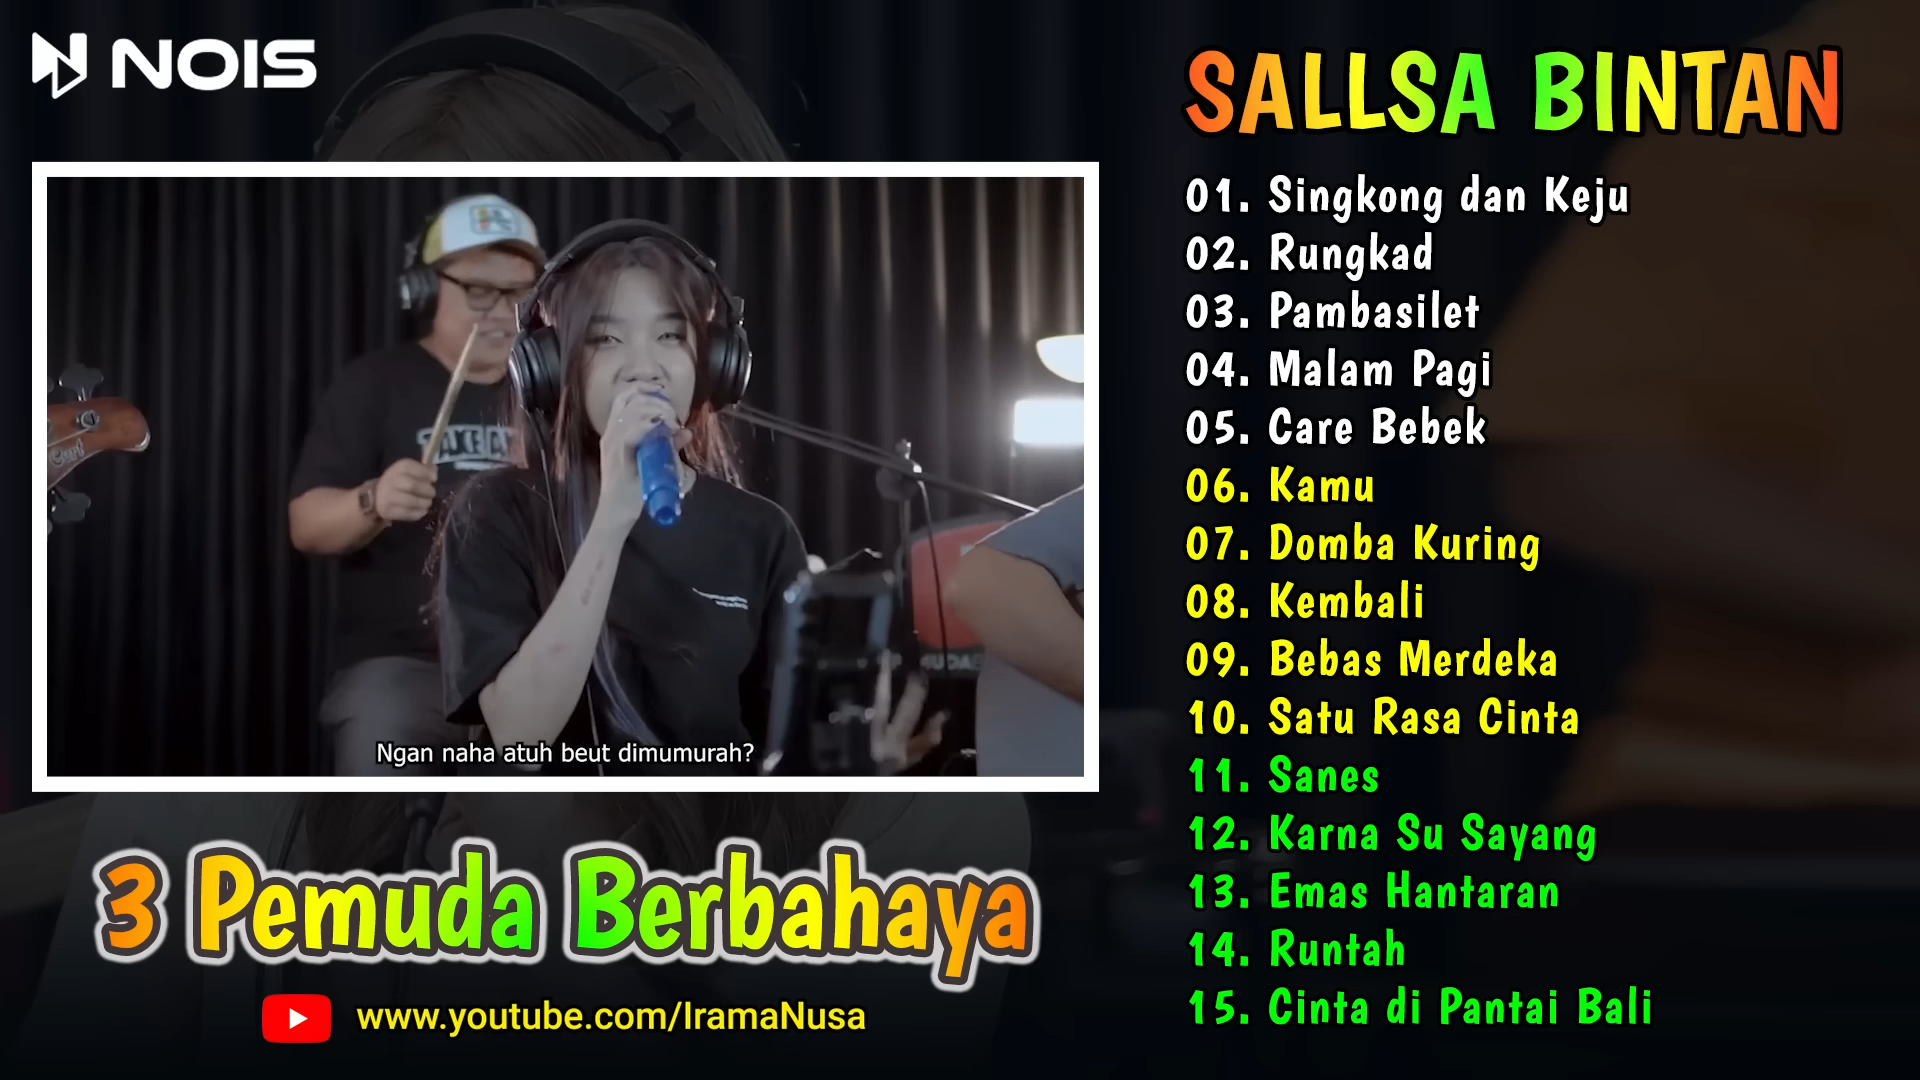 NOIS
SALLSA BINTAN
01. Singkong dan Keju
02. Rungkad
03. Pambasilet
04. Malam Pagi
05. Care Bebek
06. Kamu
07. Domba Kuring
08. Kembali
09. Bebas Merdeka
10. Satu Rasa Cinta
11. Sanes
12. Karna Su Sayang
13. Emas Hantaran
14. Runtah
15. Cinta di Pantai Bali
Ngan naha atuh beut dimumurah?
3 Pemuda Berbahaya
www.youtube.com/IramaNusa